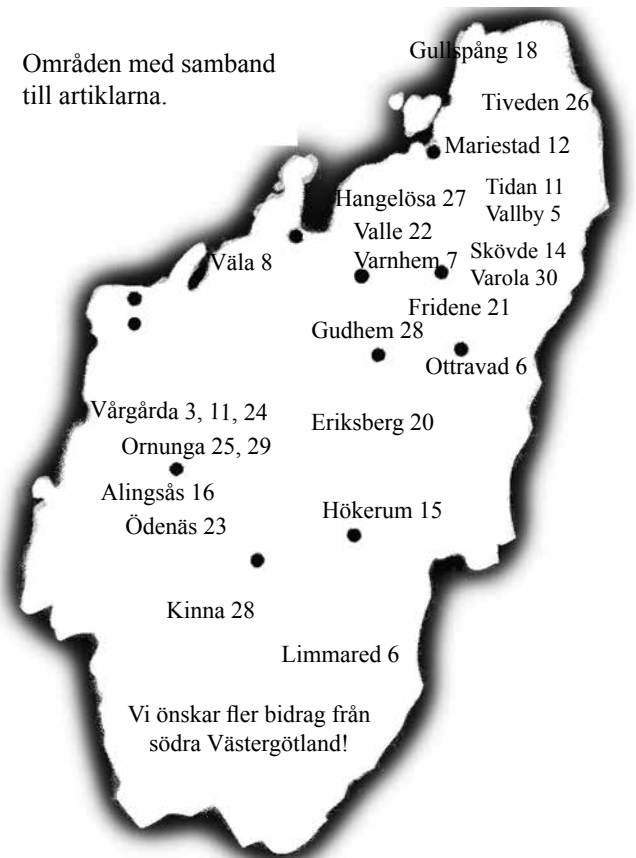 Områden med samband
till artiklarna.
Gullspång 18
Tiveden 26
Mariestad 12
Hangelösa 27
Tidan 11
Vallby 5
Valle 22
Varnhem 7
Skövde 14
Varola 30
Väla 8
Fridene 21
Gudhem 28
Ottravad 6
Vårgårda 3, 11, 24
Eriksberg 20
Ornunga 25, 29
Alingsås 16
Ödenäs 23
Hökerum 15
Kinna 28
Limmared 6
Vi önskar fler bidrag från
södra Västergötland!